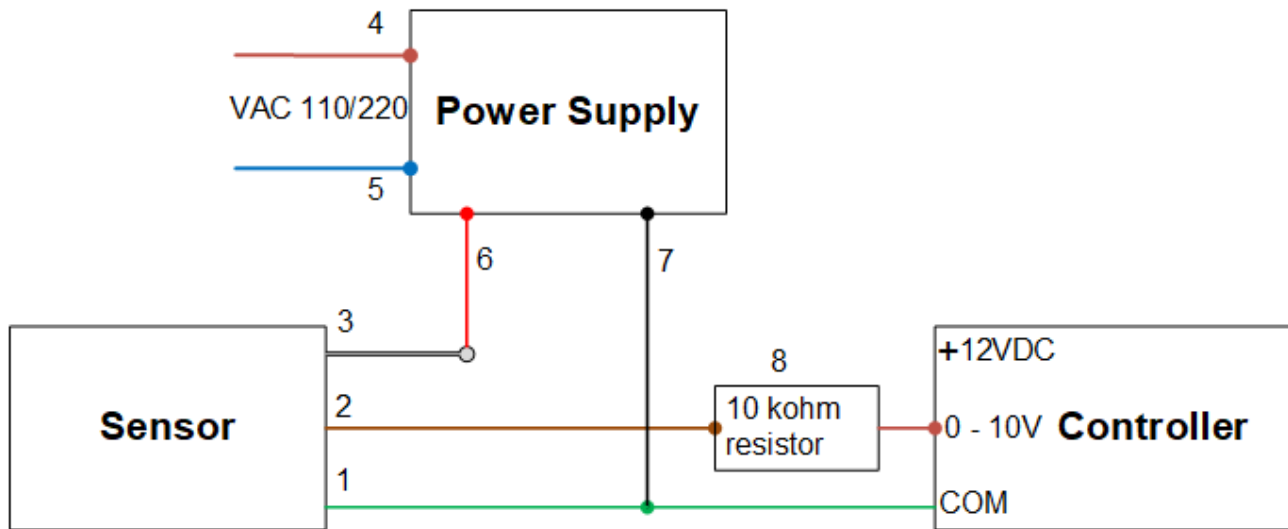 4
VAC 110/220
Power Supply
5
6
7
3
8
+12VDC
2
10 kohm
resistor
Sensor
0 - 10V
Controller
1
COM